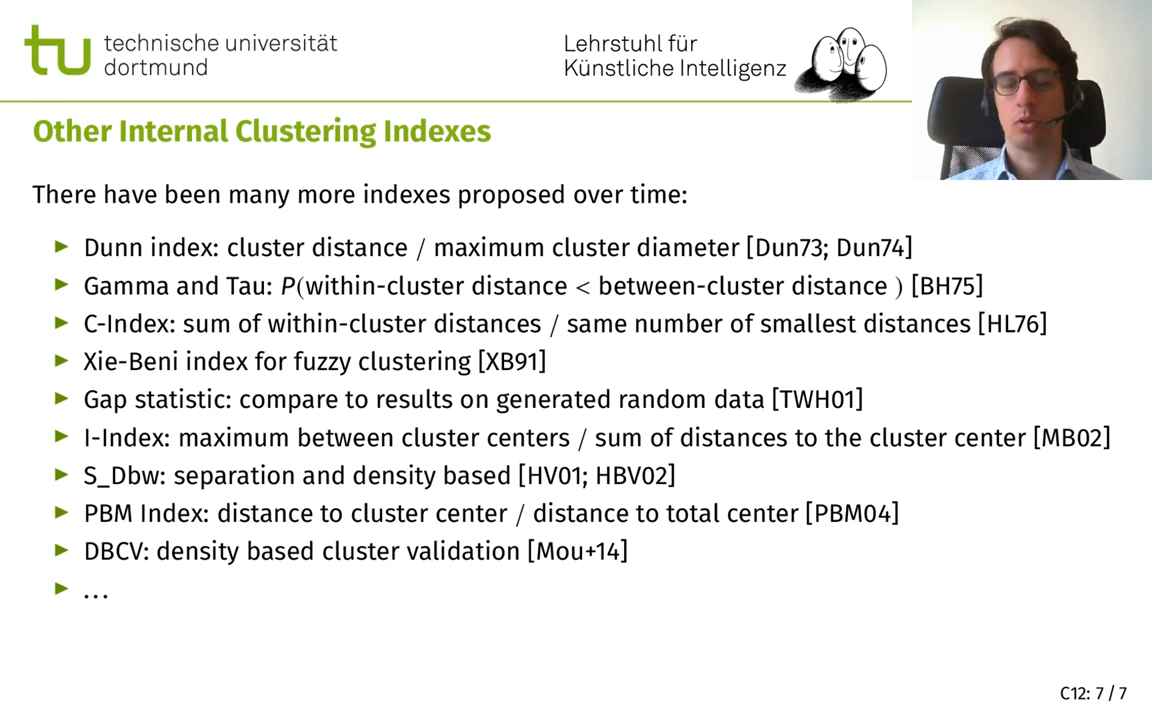 technische universität
dortmund
Lehrstuhl für
Künstliche Intelligenz
Other Internal Clustering Indexes
There have been many more indexes proposed over time:
► Dunn index: cluster distance / maximum cluster diameter [Dun73; Dun74]
► Gamma and Tau: P(within-cluster distance < between-cluster distance ) [BH75]
► C-Index: sum of within-cluster distances / same number of smallest distances [HL76]
► Xie-Beni index for fuzzy clustering [XB91]
► Gap statistic: compare to results on generated random data [TWH01]
► I-Index: maximum between cluster centers / sum of distances to the cluster center [MB02]
► S_Dbw: separation and density based [HV01; HBV02]
► PBM Index: distance to cluster center / distance to total center [PBM04]
► DBCV: density based cluster validation [Mou+14]
► ...
C12: 7 / 7